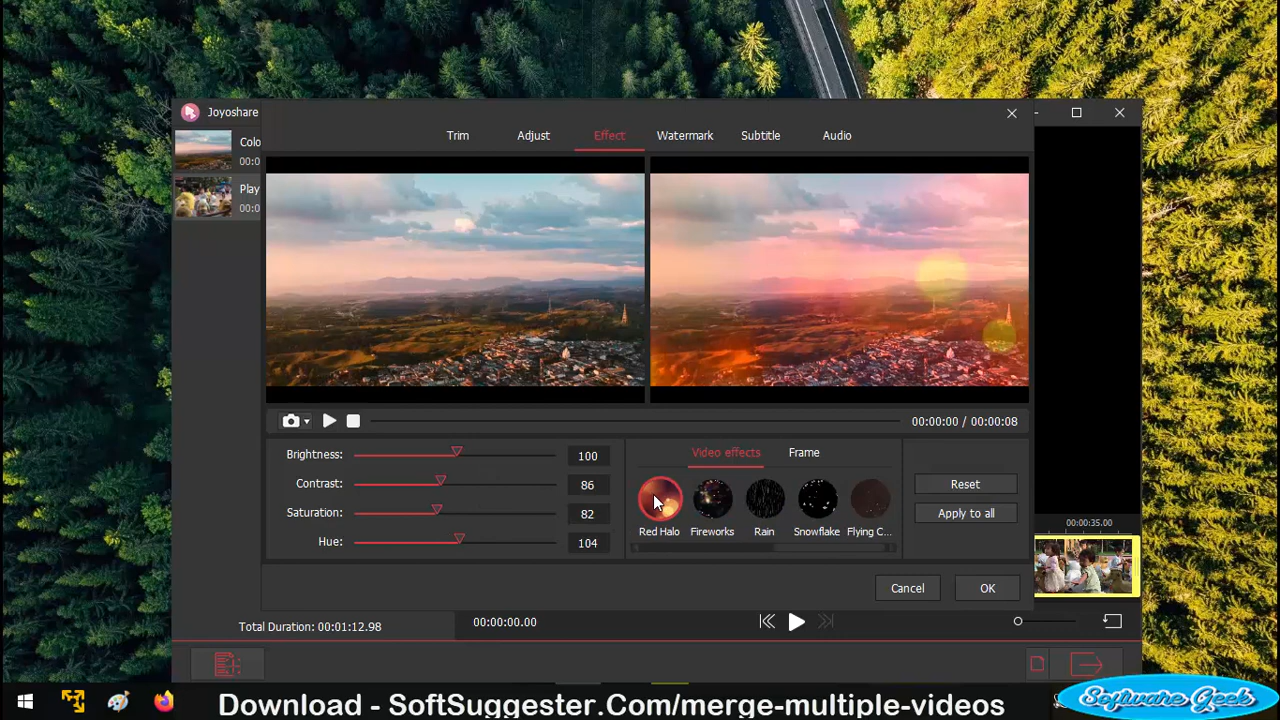 Joyoshare
Trim
Adjust
Effect
Watermark
Subtitle
Audio
Colo
00:0
Play
00:0
00:00:00 / 00:00:08
Brightness:
100
Contrast:
86
Saturation:
82
Hue:
104
Video effects
Frame
Red Halo
Fireworks
Rain
Snowflake
Flying C...
Reset
Apply to all
Cancel
OK
00:00:35.00
Total Duration: 00:01:12.98
00:00:00.00
Download - SoftSuggester.Com/merge-multiple-videos
Software Geek